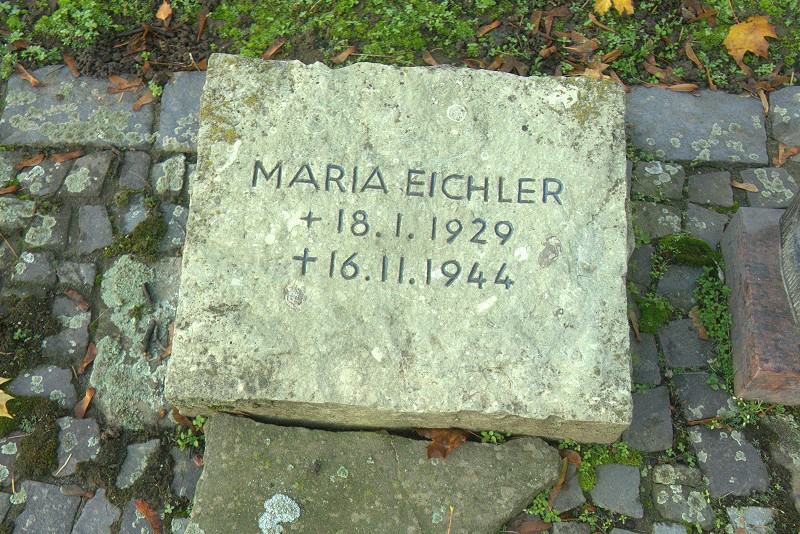 MARIA EICHLER
+ 18.1.1929
+ 16.11.1944